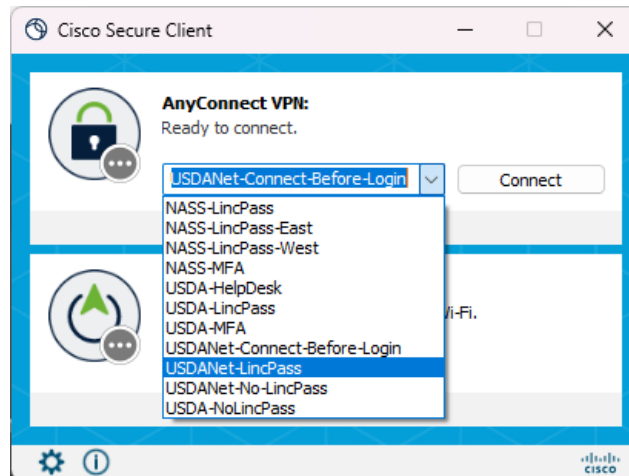 Cisco Secure Client
AnyConnect VPN:
Ready to connect.
USDANet-Connect-Before-Login
Connect
NASS-LincPass
NASS-LincPass-East
NASS-LincPass-West
NASS-MFA
USDA-HelpDesk
USDA-LincPass
USDA-MFA
USDANet-Connect-Before-Login
USDANet-LincPass
USDANet-No-LincPass
USDA-NoLincPass
/i-Fi.
CISCO